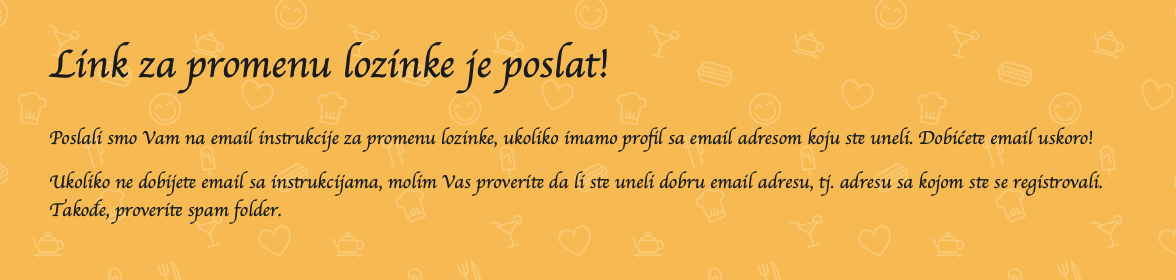 Link za promenu lozinke je poslat!
Poslali smo Vam na email instrukcije za promenu lozinke, ukoliko imamo profil sa email adresom koju ste uneli. Dobićete email uskoro!
Ukoliko ne dobijete email sa instrukcijama, molim Vas proverite da li ste uneli dobru email adresu, tj. adresu sa kojom ste se registrovali.
Takođe, proverite spam folder.